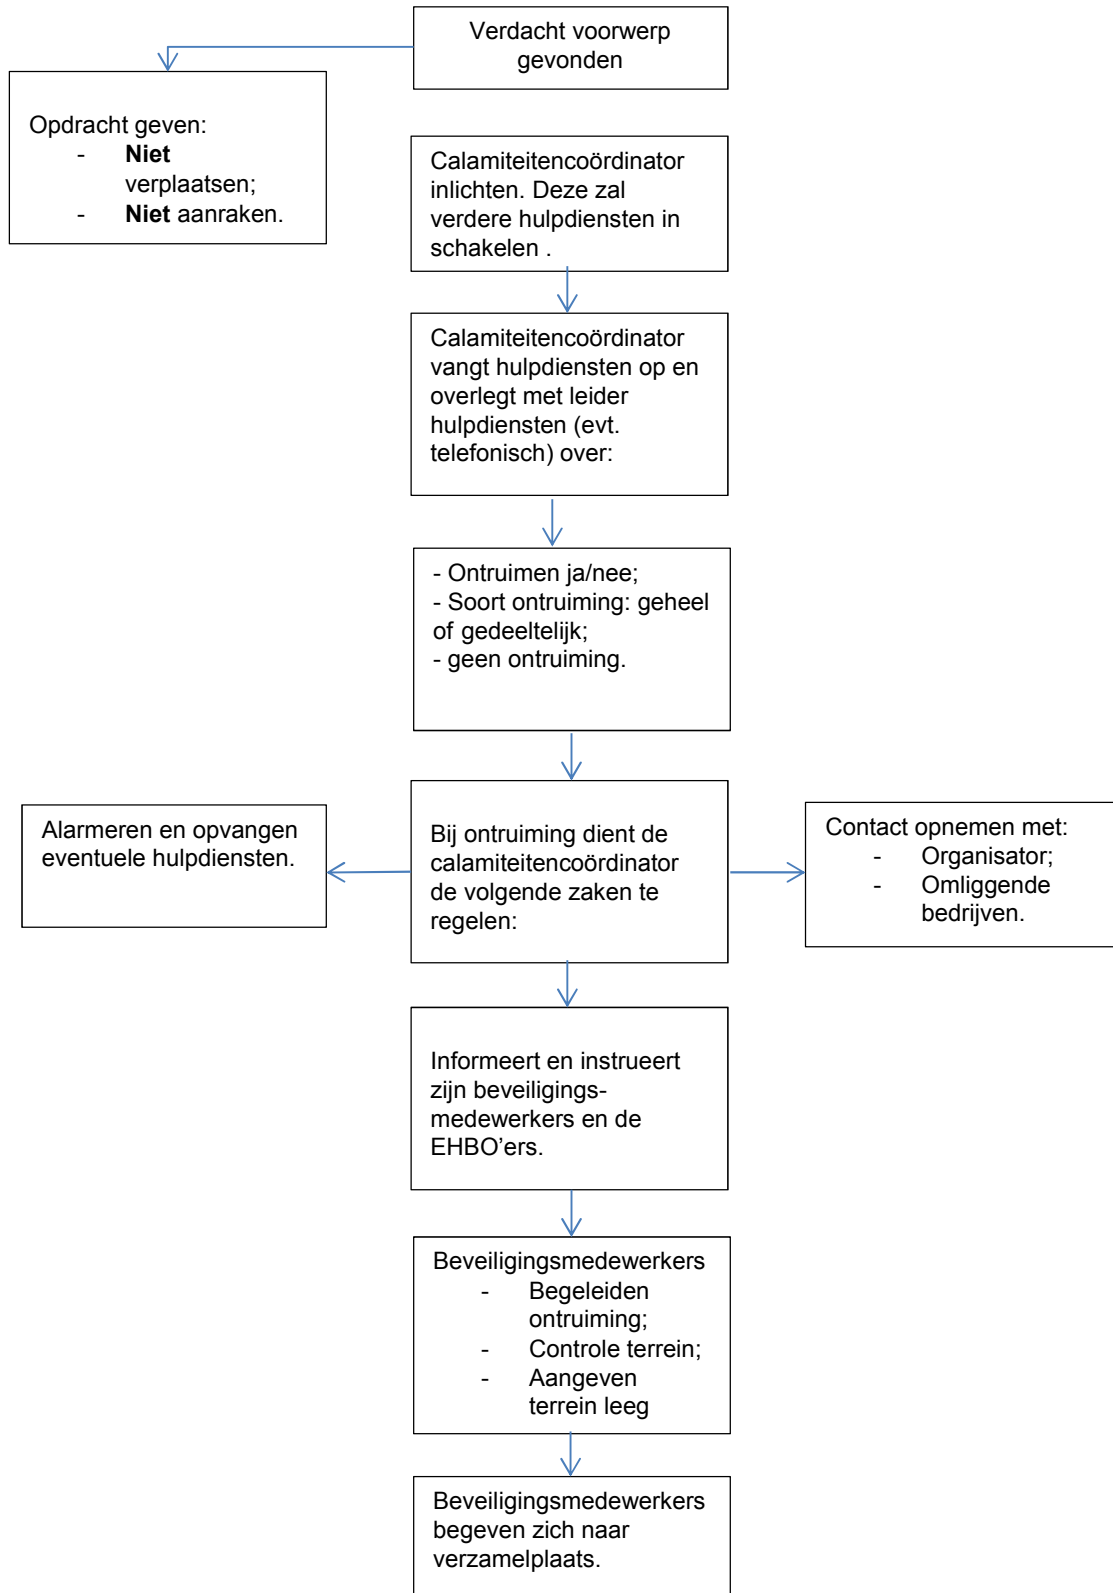 Verdacht voorwerp
gevonden
Opdracht geven:
- Niet
verplaatsen;
- Niet aanraken.
Calamiteitencoördinator
inlichten. Deze zal
verdere hulpdiensten in
schakelen .
Calamiteitencoördinator
vangt hulpdiensten op en
overlegt met leider
hulpdiensten (evt.
telefonisch) over:
- Ontruimen ja/nee;
- Soort ontruiming: geheel
of gedeeltelijk;
- geen ontruiming.
Alarmeren en opvangen
eventuele hulpdiensten.
Bij ontruiming dient de
calamiteitencoördinator
de volgende zaken te
regelen:
Contact opnemen met:
- Organisator;
- Omliggende
bedrijven.
Informeert en instrueert
zijn beveiligings-
medewerkers en de
EHBO’ers.
Beveiligingsmedewerkers
- Begeleiden
ontruiming;
- Controle terrein;
- Aangeven
terrein leeg
Beveiligingsmedewerkers
begeven zich naar
verzamelplaats.